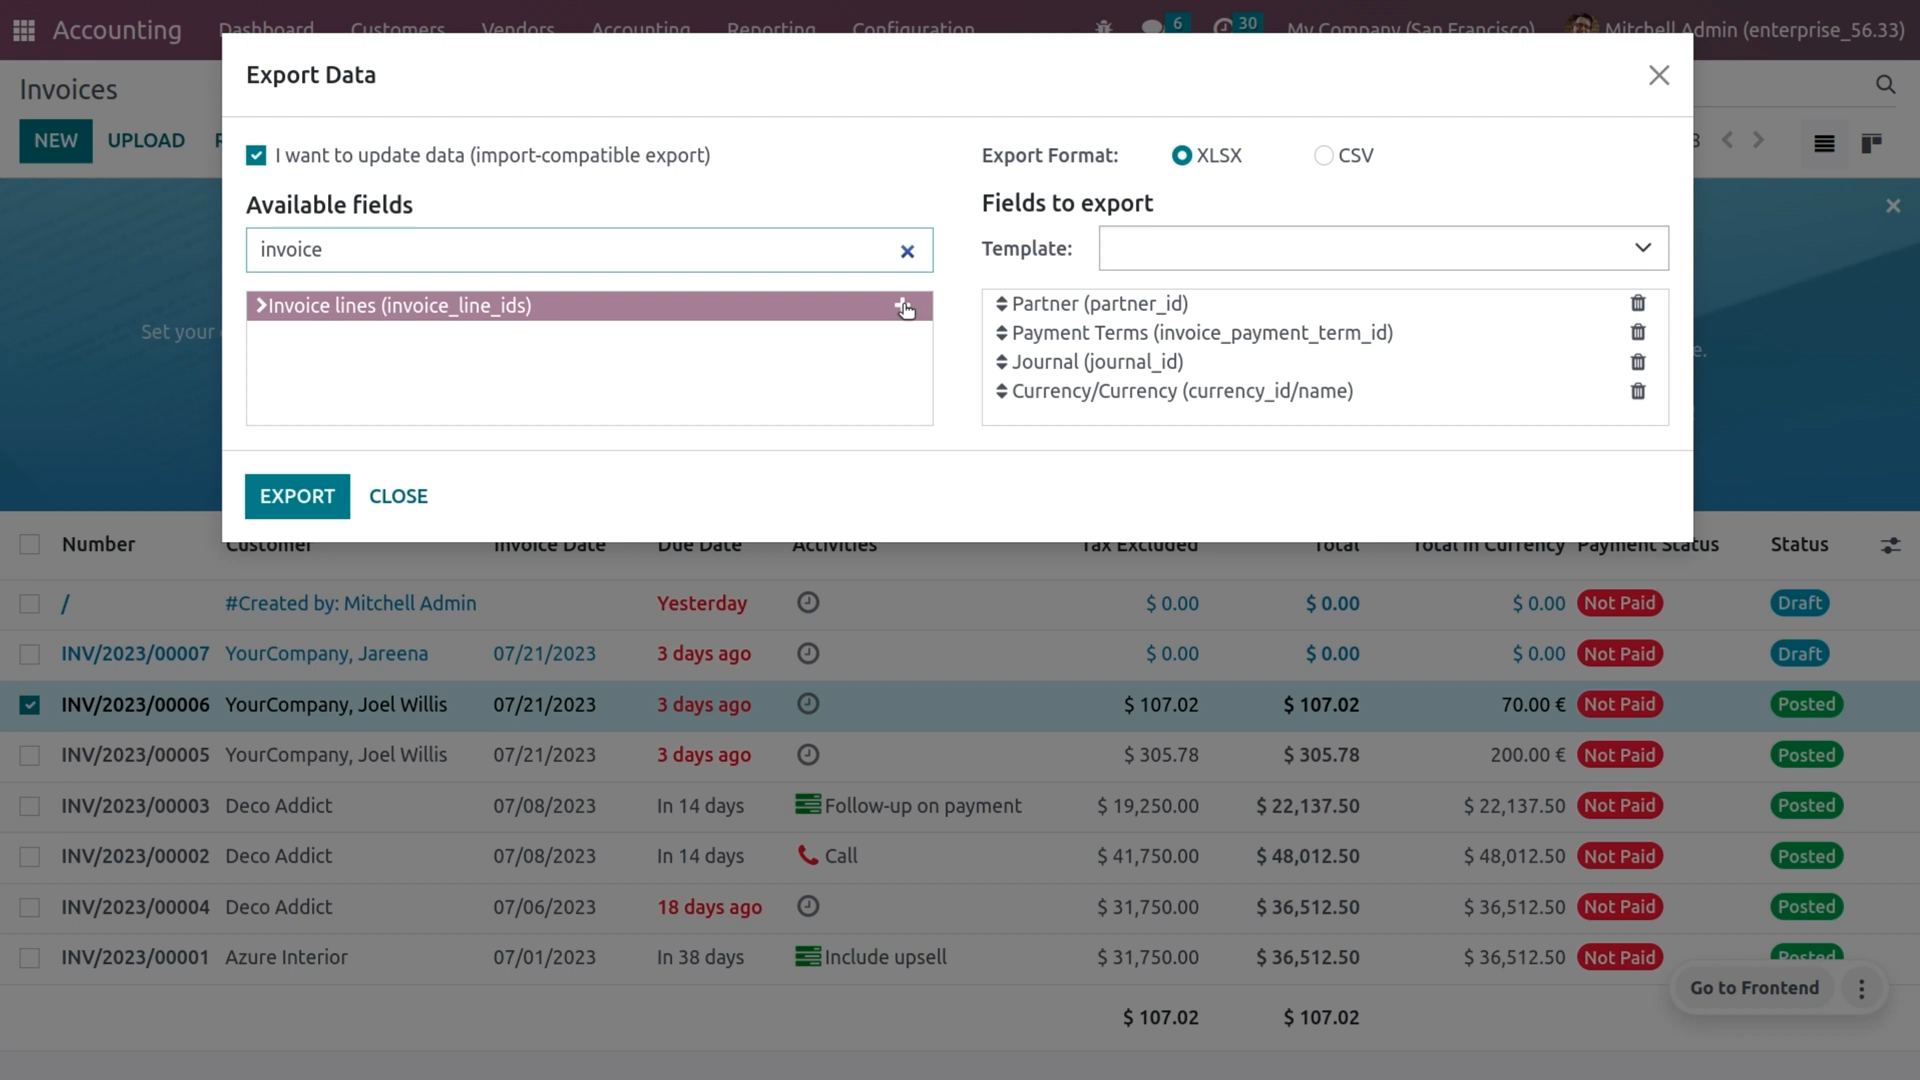 Accounting Dashboard Customers Vendors Accounting Reporting Configuration 6 30 My Company (San Francisco) Mitchell Admin (enterprise_56.33)
Export Data
Invoices
NEW UPLOAD
I want to update data (import-compatible export)
Export Format: XLSX CSV
Available fields
Fields to export
invoice
Template:
Invoice lines (invoice_line_ids)
Partner (partner_id)
Payment Terms (invoice_payment_term_id)
Journal (journal_id)
Currency/Currency (currency_id/name)
Set your
EXPORT CLOSE
Number Customer Invoice Date Due Date Activities Tax Excluded Total Total in Currency Payment Status Status
/ #Created by: Mitchell Admin Yesterday $ 0.00 $ 0.00 $ 0.00 Not Paid Draft
INV/2023/00007 YourCompany, Jareena 07/21/2023 3 days ago $ 0.00 $ 0.00 $ 0.00 Not Paid Draft
INV/2023/00006 YourCompany, Joel Willis 07/21/2023 3 days ago $ 107.02 $ 107.02 70.00 € Not Paid Posted
INV/2023/00005 YourCompany, Joel Willis 07/21/2023 3 days ago $ 305.78 $ 305.78 200.00 € Not Paid Posted
INV/2023/00003 Deco Addict 07/08/2023 In 14 days Follow-up on payment $ 19,250.00 $ 22,137.50 $ 22,137.50 Not Paid Posted
INV/2023/00002 Deco Addict 07/08/2023 In 14 days Call $ 41,750.00 $ 48,012.50 $ 48,012.50 Not Paid Posted
INV/2023/00004 Deco Addict 07/06/2023 18 days ago $ 31,750.00 $ 36,512.50 $ 36,512.50 Not Paid Posted
INV/2023/00001 Azure Interior 07/01/2023 In 38 days Include upsell $ 31,750.00 $ 36,512.50 $ 36,512.50 Not Paid Posted
Go to Frontend
$ 107.02 $ 107.02